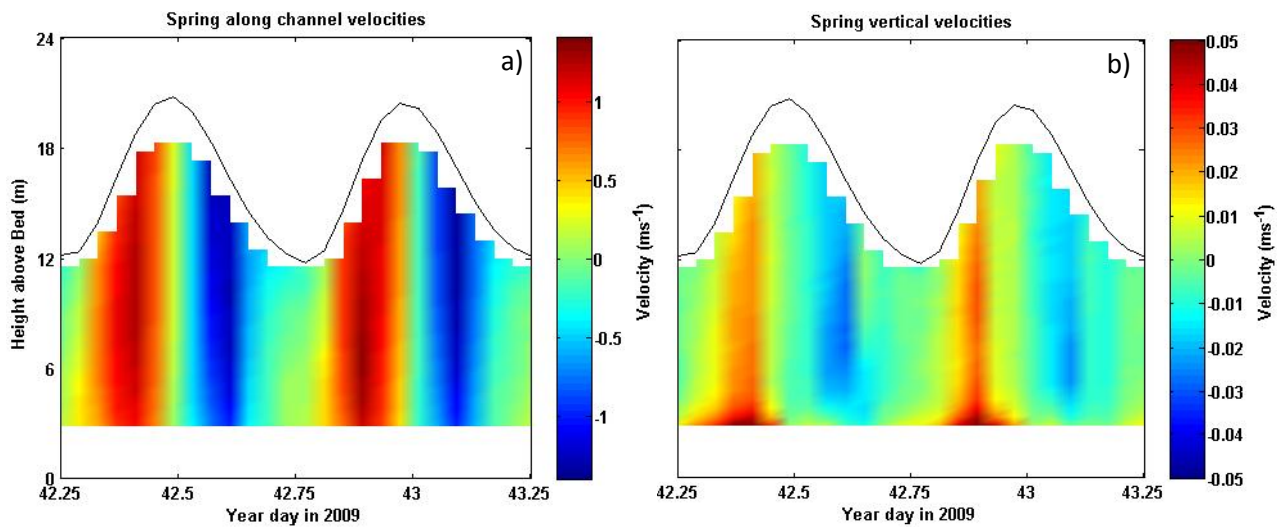 Spring along channel velocities
a)
24
18
12
6
0
Height above Bed (m)
42.25 42.5 42.75 43 43.25
Year day in 2009
1
0.5
0
-0.5
-1
Velocity (ms-1)
Spring vertical velocities
b)
42.25 42.5 42.75 43 43.25
Year day in 2009
0.05
0.04
0.03
0.02
0.01
0
-0.01
-0.02
-0.03
-0.04
-0.05
Velocity (ms-1)